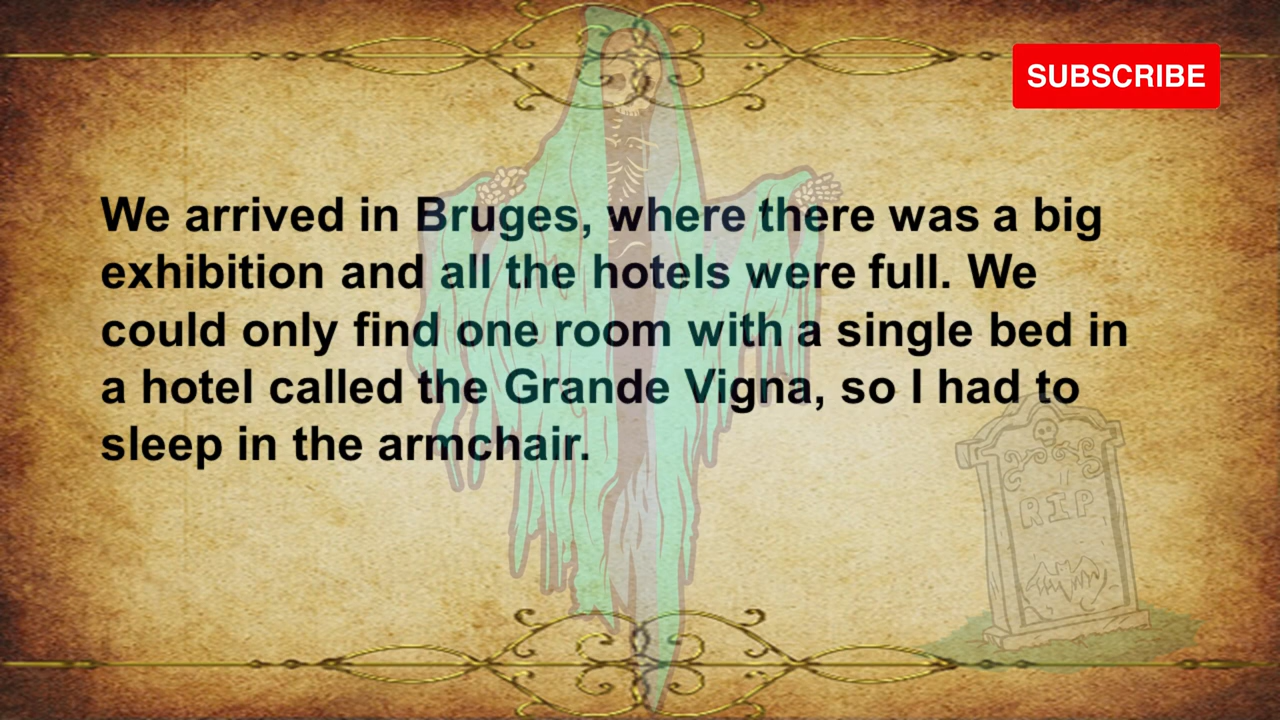 SUBSCRIBE
We arrived in Bruges, where there was a big
exhibition and all the hotels were full. We
could only find one room with a single bed in
a hotel called the Grande Vigna, so I had to
sleep in the armchair.
RIP